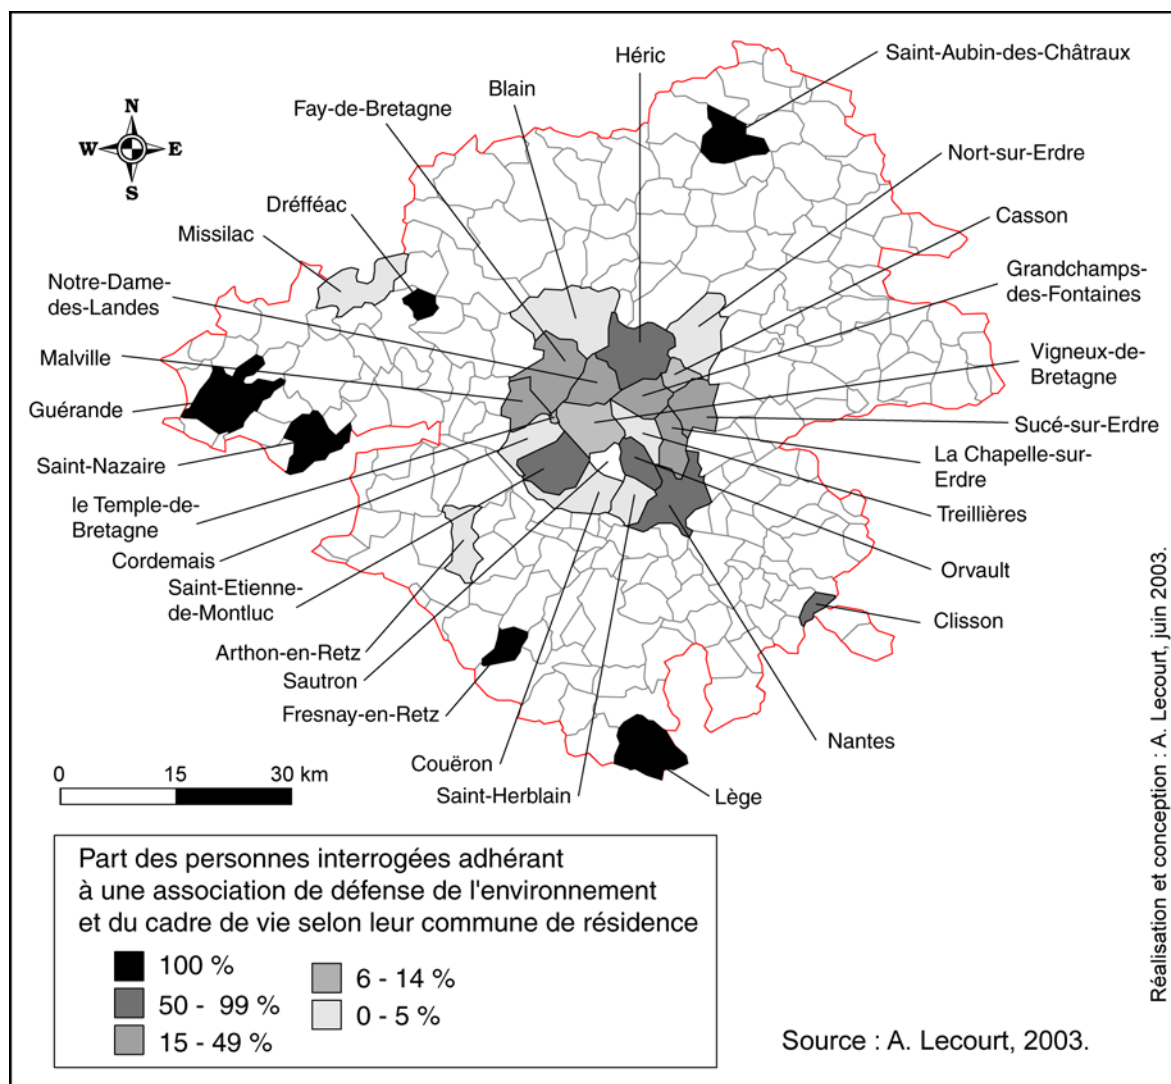 Héric
Saint-Aubin-des-Châtraux
Blain
Fay-de-Bretagne
N
W E
S
Nort-sur-Erdre
Drefféac
Missilac
Casson
Notre-Dame-
des-Landes
Grandchamps-
des-Fontaines
Malville
Vigneux-de-
Bretagne
Guérande
Sucé-sur-Erdre
Saint-Nazaire
La Chapelle-sur-
Erdre
le Temple-de-
Bretagne
Treillières
Cordemais
Orvault
Saint-Etienne-
de-Montluc
Clisson
Arthon-en-Retz
Sautron
Fresnay-en-Retz
Nantes
Couëron
Saint-Herblain
Lège
0 15 30 km
Part des personnes interrogées adhérant
à une association de défense de l'environnement
et du cadre de vie selon leur commune de résidence
100 %
50 - 99 %
15 - 49 %
6 - 14 %
0 - 5 %
Source : A. Lecourt, 2003.
Réalisation et conception : A. Lecourt, juin 2003.